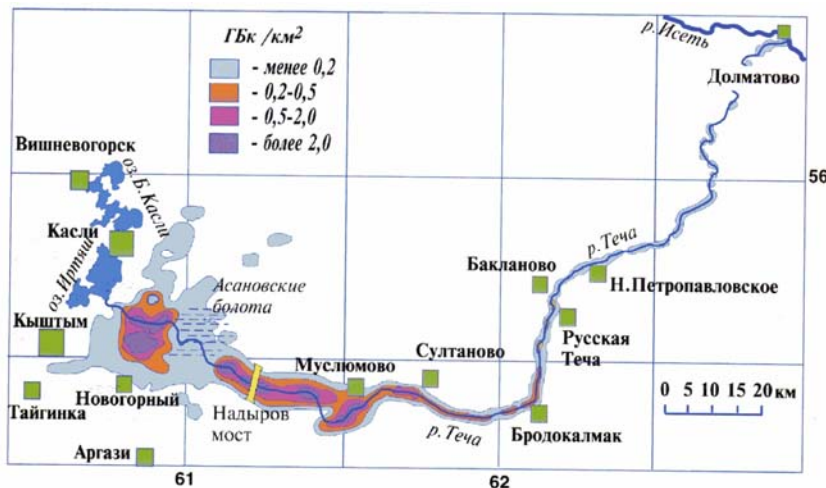 ГБк /км²
- менее 0,2
- 0,2-0,5
- 0,5-2,0
- более 2,0
р.Исеть
Долматово
Вишневогорск
оз.Б.Касли
56
Касли
р.Теча
оз.Иртяш
Асановские
болота
Бакланово
Н.Петропавловское
Кыштым
Русская
Теча
Муслюмово
Султаново
0 5 10 15 20 км
Тайгинка
Новогорный
Надыров
мост
р.Теча
Бродокалмак
Аргази
61
62